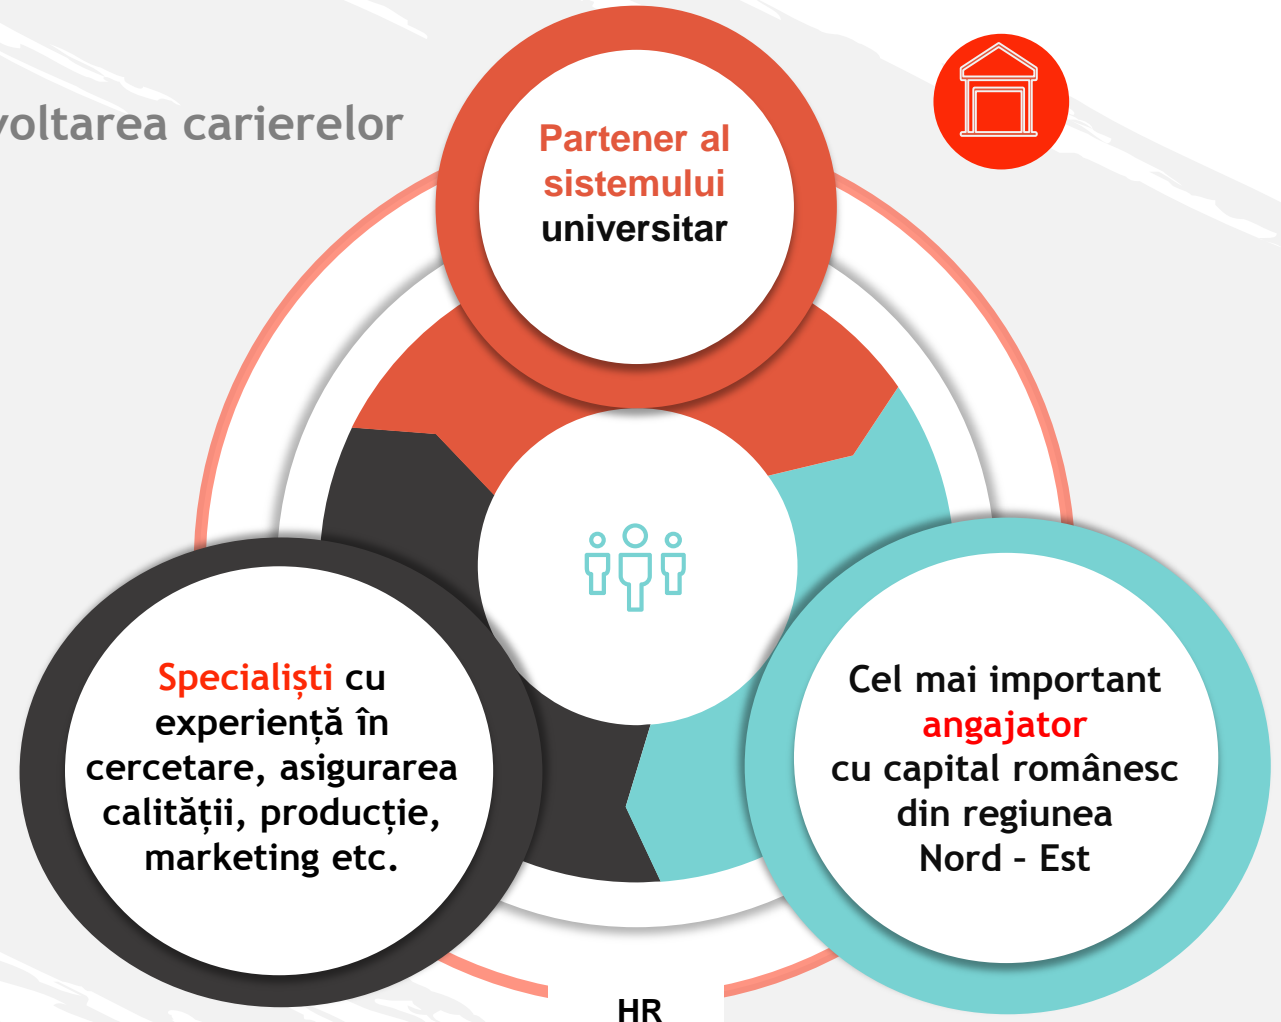 voltarea carierelor
Partener al
sistemului
universitar
Specialiști cu
experiență în
cercetare, asigurarea
calității, producție,
marketing etc.
Cel mai important
angajator
cu capital românesc
din regiunea
Nord – Est
HR